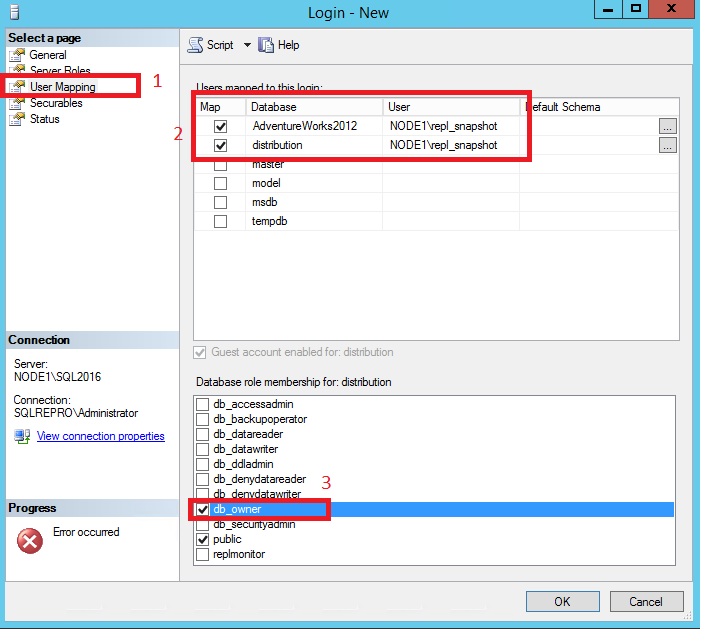 Login - New
Select a page
General
Server Roles
User Mapping
Securables
Status
1
Script
Help
Users mapped to this login:
Map Database User Default Schema
AdventureWorks2012 NODE1\repl_snapshot ...
distribution NODE1\repl_snapshot ...
2
master
model
msdb
tempdb
Guest account enabled for: distribution
Database role membership for: distribution
db_accessadmin
db_backupoperator
db_datareader
db_datawriter
db_ddladmin
db_denydatareader
db_denydatawriter
3
db_owner
db_securityadmin
public
replmonitor
Connection
Server:
NODE1\SQL2016
Connection:
SQLREPRO\Administrator
View connection properties
Progress
Error occurred
OK
Cancel